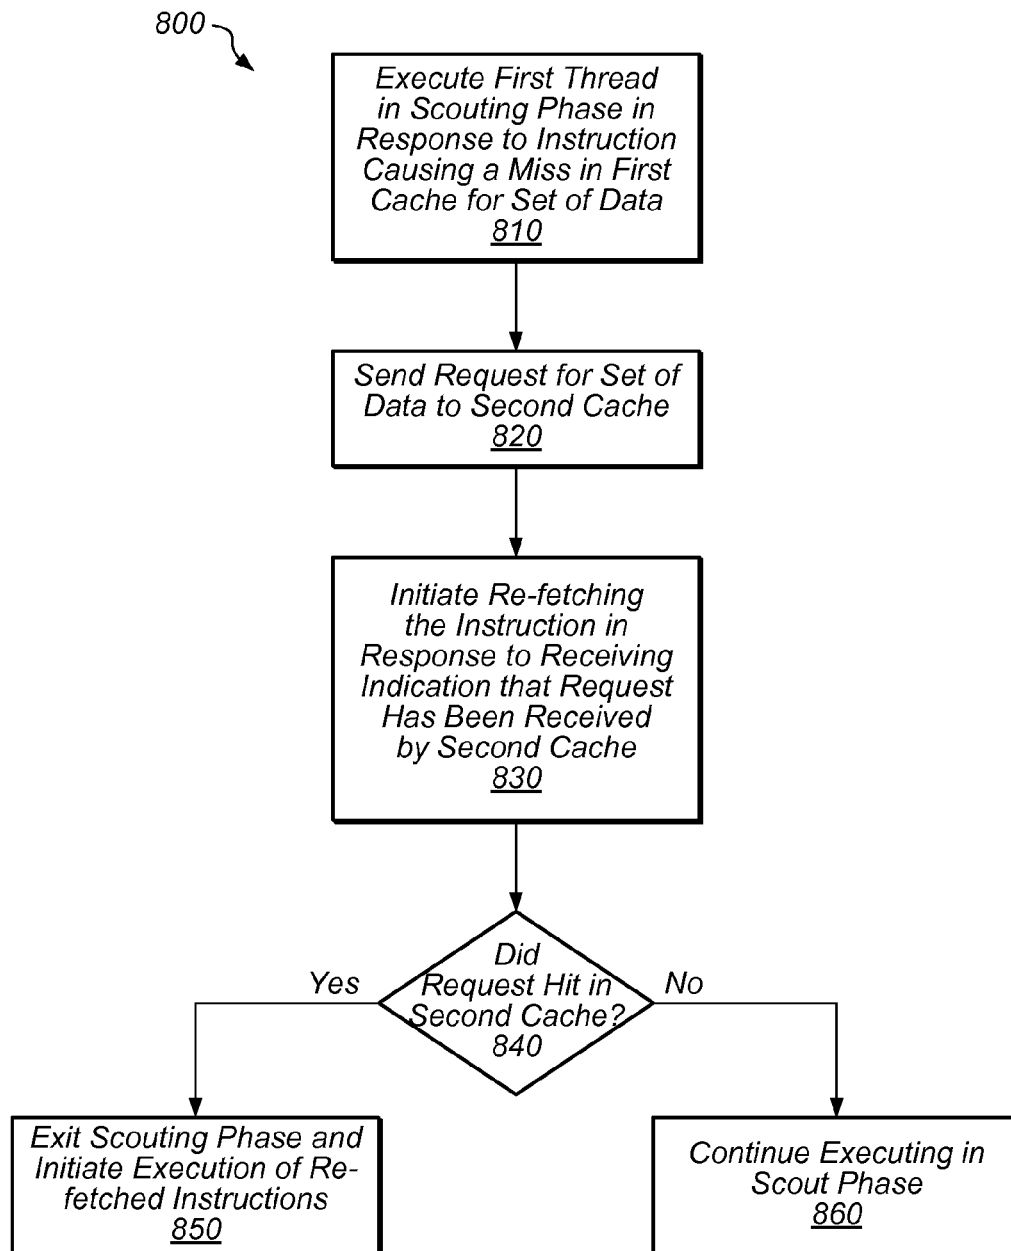 800
Execute First Thread
in Scouting Phase in
Response to Instruction
Causing a Miss in First
Cache for Set of Data
810
Send Request for Set of
Data to Second Cache
820
Initiate Re-fetching
the Instruction in
Response to Receiving
Indication that Request
Has Been Received
by Second Cache
830
Did
Request Hit in
Second Cache?
840
Yes
No
Exit Scouting Phase and
Initiate Execution of Re-
fetched Instructions
850
Continue Executing in
Scout Phase
860